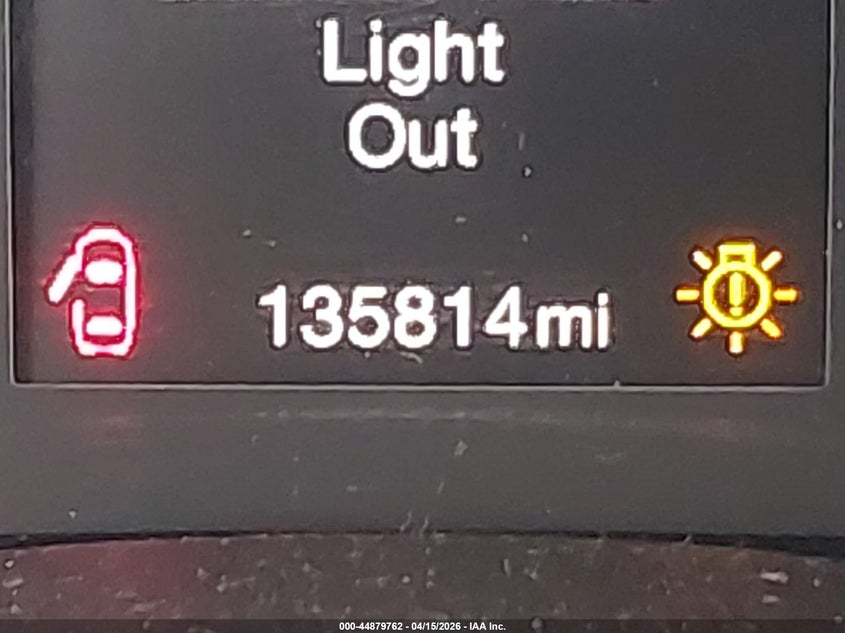 Light
Out
135814mi
000-44879762 - 04/15/2026 - IAA Inc.